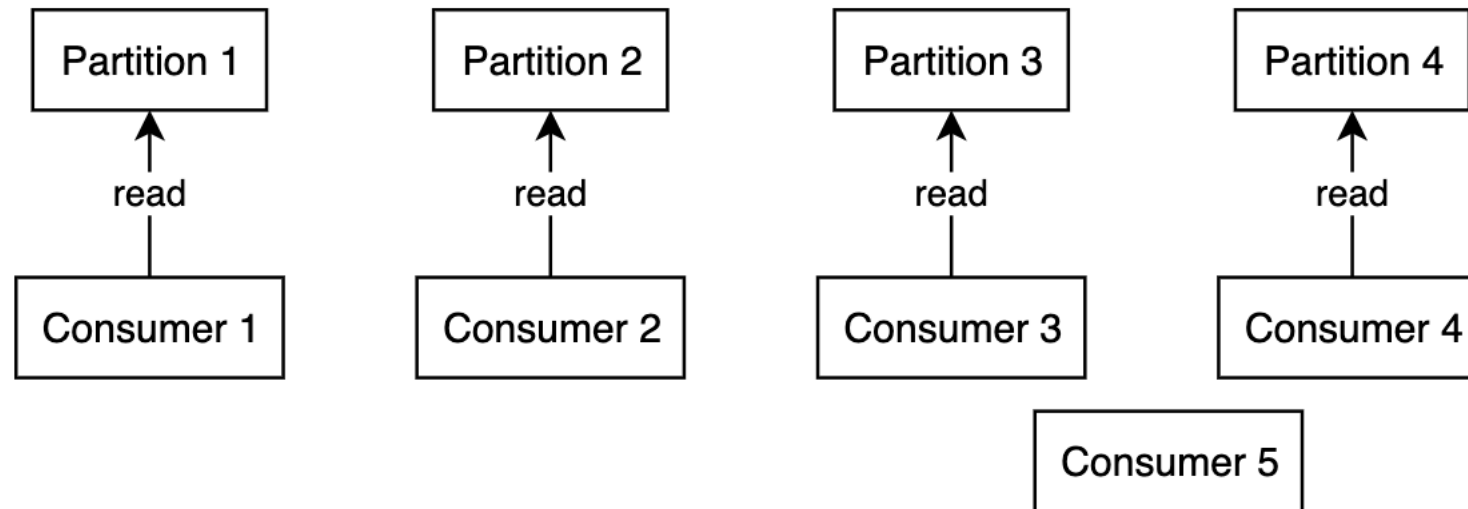 Partition 1
Partition 2
Partition 3
Partition 4
read
read
read
read
Consumer 1
Consumer 2
Consumer 3
Consumer 4
Consumer 5